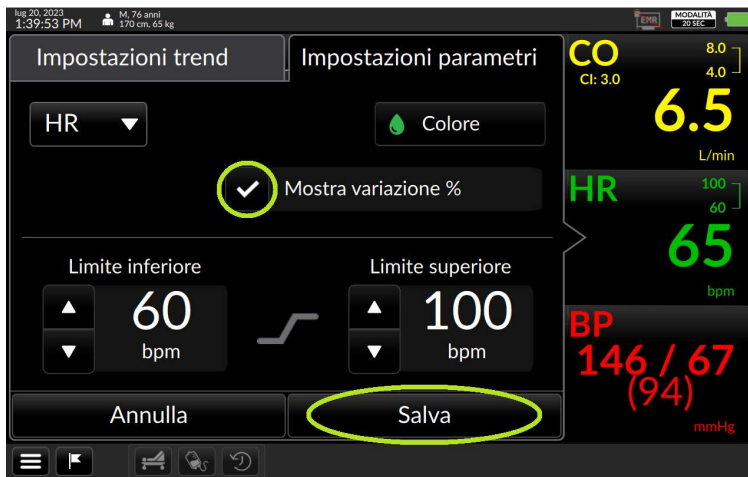 lug 20, 2023
1:39:53 PM
M, 76 anni
170 cm, 65 kg
EMR
MODALITÀ
20 SEC
Impostazioni trend
Impostazioni parametri
HR
Colore
Mostra variazione %
Limite inferiore
60
bpm
Limite superiore
100
bpm
Annulla
Salva
CO
CI: 3.0
8.0
4.0
6.5
L/min
HR
100
60
65
bpm
BP
146 / 67
(94)
mmHg